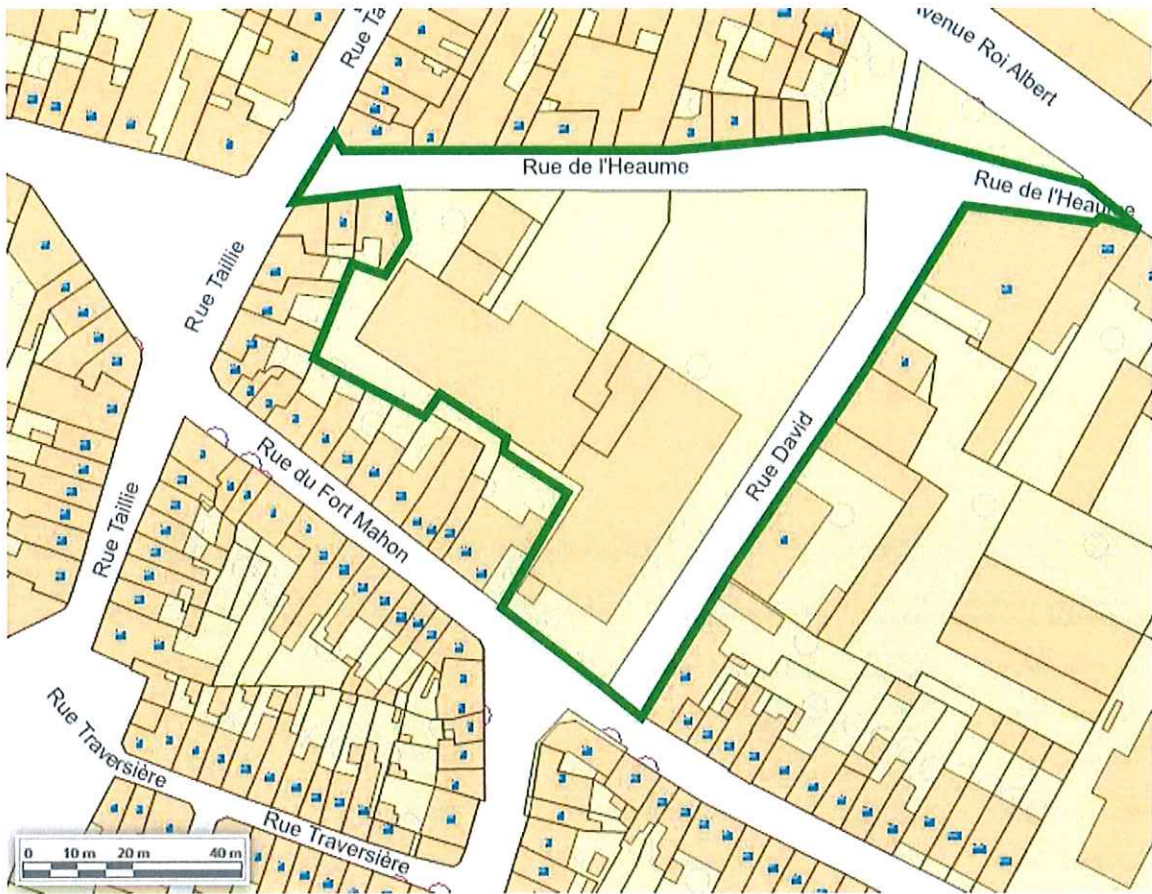 Rue Ta
venue Roi Albert
Rue de l'Heaume
Rue de l'Heaume
Rue Taillie
Rue David
Rue du Fort Mahon
Rue Taillie
Rue Traversière
Rue Traversière
0 10 m 20 m 40 m